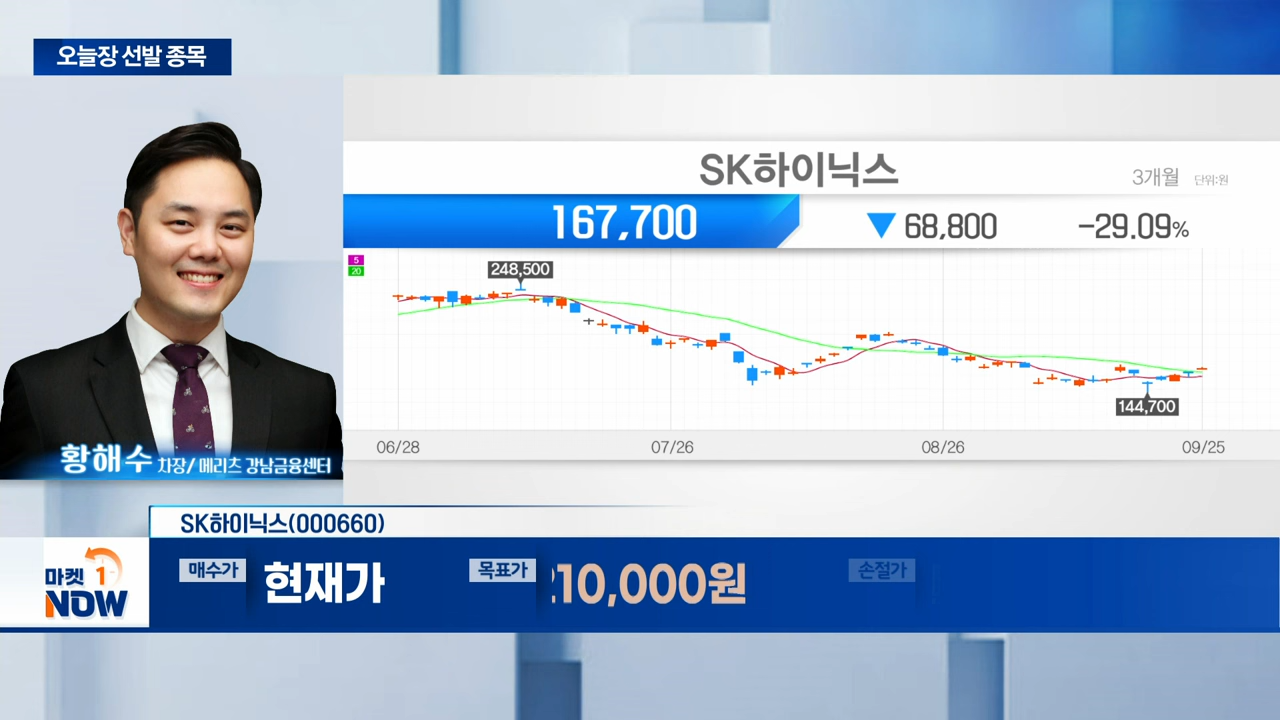 오늘장 선발 종목
SK하이닉스
3개월 단위:원
167,700 ▼ 68,800 -29.09%
5
20
248,500
144,700
06/28 07/26 08/26 09/25
황해수 차장/ 메리츠 강남금융센터
SK하이닉스(000660)
마켓 1
NOW
매수가 현재가 목표가 10,000원 손절가